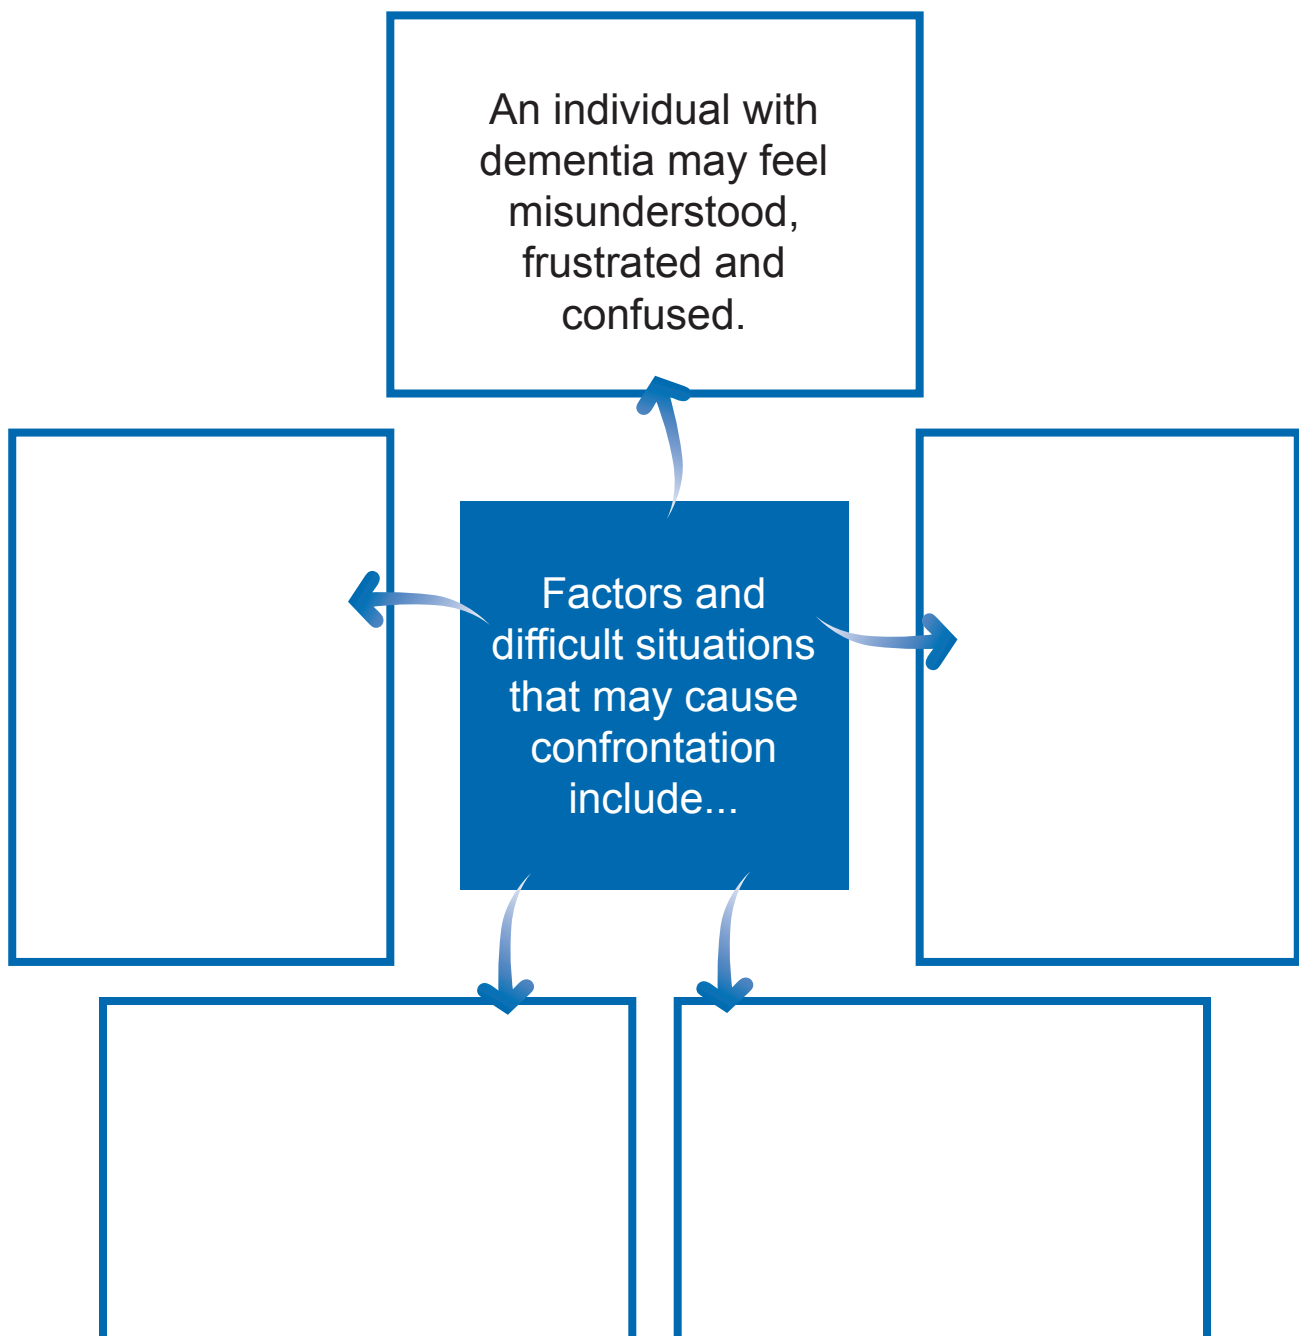 An individual with
dementia may feel
misunderstood,
frustrated and
confused.
Factors and
difficult situations
that may cause
confrontation
include...